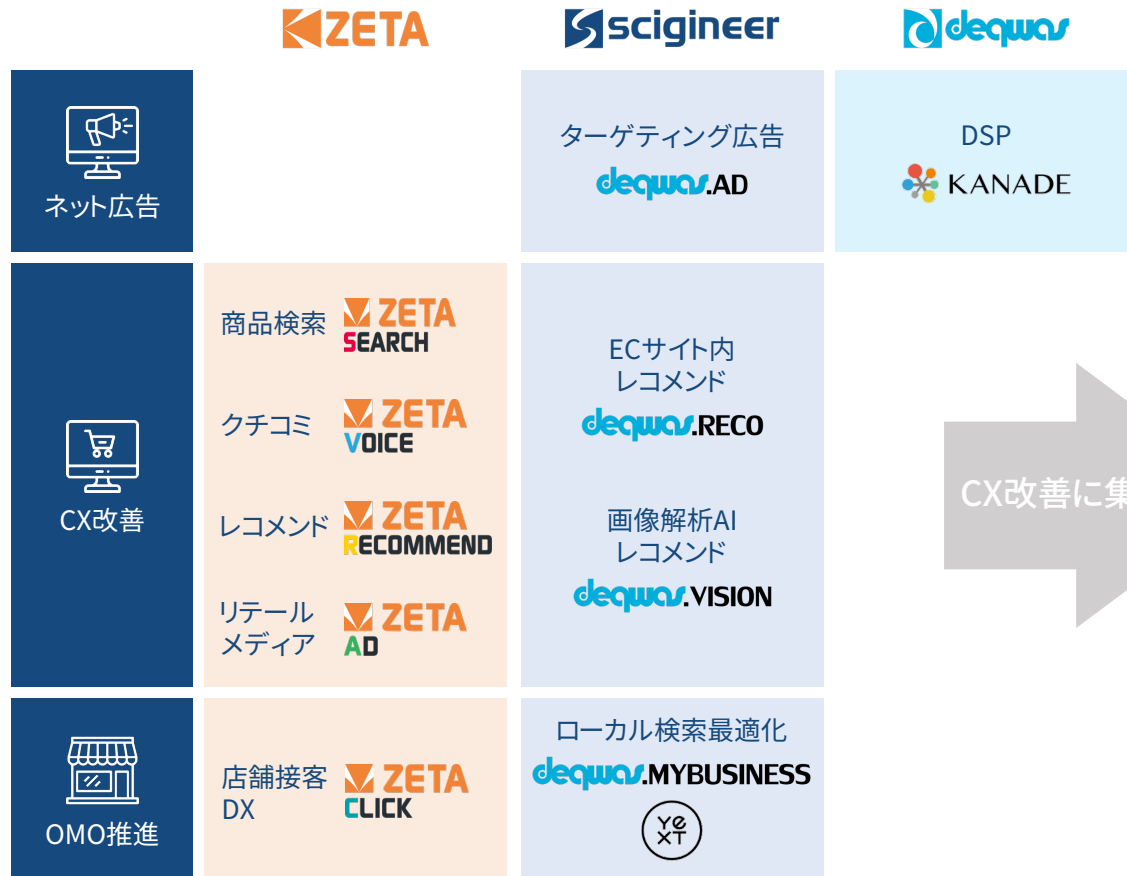 ZETA
scigineer
deqwas
ネット広告
ターゲティング広告
deqwas.AD
DSP
KANADE
CX改善
商品検索
ZETA
SEARCH
クチコミ
ZETA
VOICE
レコメンド
ZETA
RECOMMEND
リテール
メディア
ZETA
AD
ECサイト内
レコメンド
deqwas.RECO
画像解析AI
レコメンド
deqwas.VISION
CX改善に集
OMO推進
店舗接客
DX
ZETA
CLICK
ローカル検索最適化
deqwas.MYBUSINESS
Ye
XT